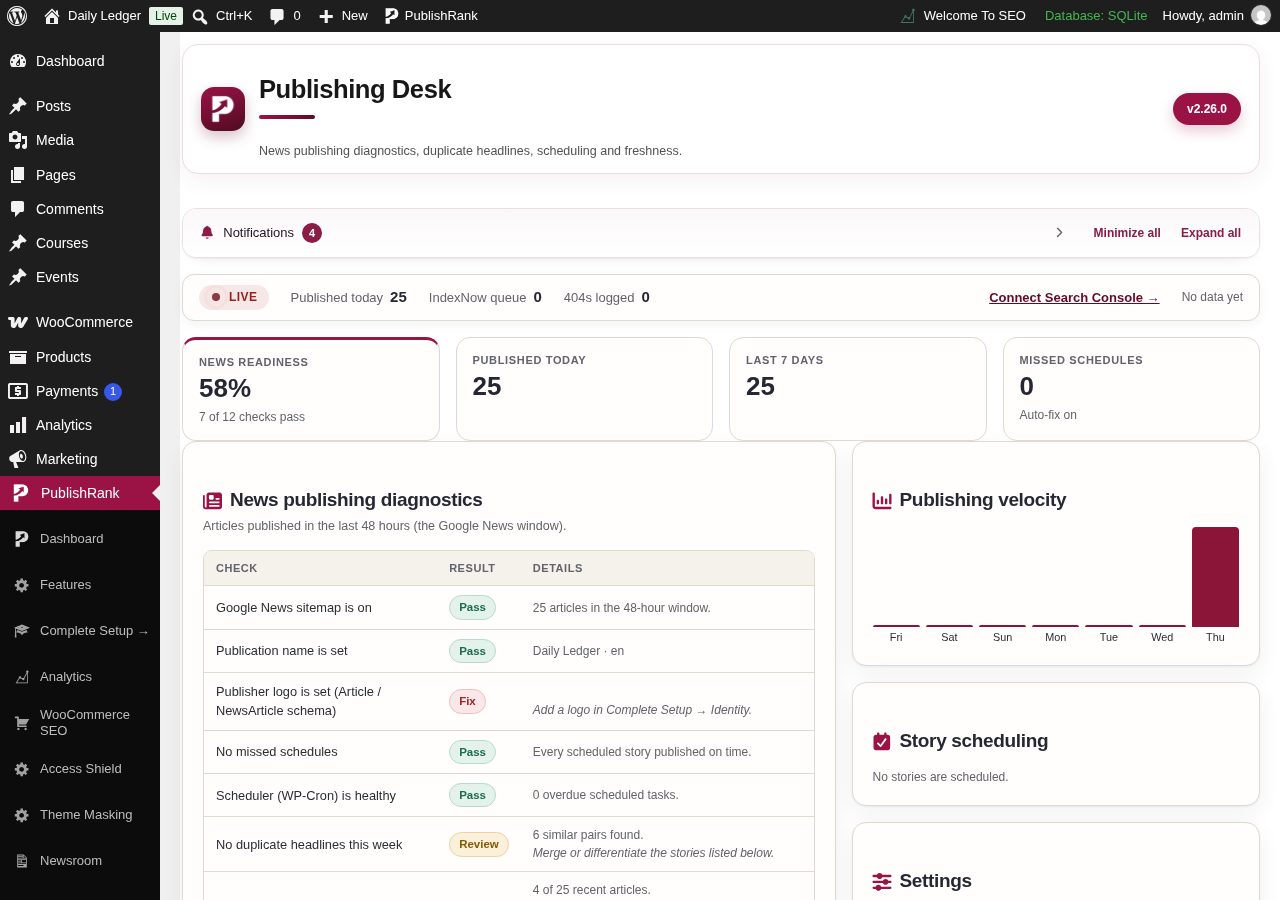 Daily Ledger
Live
Ctrl+K
0
New
PublishRank
Welcome To SEO
Database: SQLite
Howdy, admin
Dashboard
Posts
Media
Pages
Comments
Courses
Events
WooCommerce
Products
Payments 1
Analytics
Marketing
PublishRank
Dashboard
Features
Complete Setup →
Analytics
WooCommerce
SEO
Access Shield
Theme Masking
Newsroom
Publishing Desk
v2.26.0
News publishing diagnostics, duplicate headlines, scheduling and freshness.
Notifications 4
Minimize all
Expand all
LIVE
Published today 25
IndexNow queue 0
404s logged 0
Connect Search Console →
No data yet
NEWS READINESS
58%
7 of 12 checks pass
PUBLISHED TODAY
25
LAST 7 DAYS
25
MISSED SCHEDULES
0
Auto-fix on
News publishing diagnostics
Articles published in the last 48 hours (the Google News window).
CHECK RESULT DETAILS
Google News sitemap is on Pass 25 articles in the 48-hour window.
Publication name is set Pass Daily Ledger · en
Publisher logo is set (Article /
NewsArticle schema)
Fix
Add a logo in Complete Setup → Identity.
No missed schedules Pass Every scheduled story published on time.
Scheduler (WP-Cron) is healthy Pass 0 overdue scheduled tasks.
No duplicate headlines this week Review
6 similar pairs found.
Merge or differentiate the stories listed below.
4 of 25 recent articles.
Publishing velocity
Fri Sat Sun Mon Tue Wed Thu
Story scheduling
No stories are scheduled.
Settings